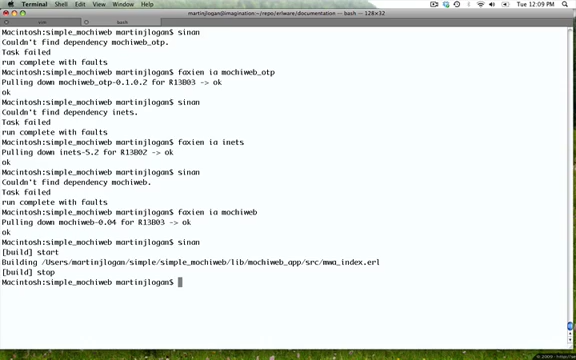 Terminal Shell Edit View Window Help Tue 12:09 PM
martinjlogan@imagination:~/repo/erlware/documentation — bash — 128×32
sinan bash
Macintosh:simple_mochiweb martinjlogan$ sinan
Couldn't find dependency mochiweb_otp.
Task failed
run complete with faults
Macintosh:simple_mochiweb martinjlogan$ faxien ia mochiweb_otp
Pulling down mochiweb_otp-0.1.0.2 for R13B03 -> ok
ok
Macintosh:simple_mochiweb martinjlogan$ sinan
Couldn't find dependency inets.
Task failed
run complete with faults
Macintosh:simple_mochiweb martinjlogan$ faxien ia inets
Pulling down inets-5.2 for R13B02 -> ok
ok
Macintosh:simple_mochiweb martinjlogan$ sinan
Couldn't find dependency mochiweb.
Task failed
run complete with faults
Macintosh:simple_mochiweb martinjlogan$ faxien ia mochiweb
Pulling down mochiweb-0.04 for R13B03 -> ok
ok
Macintosh:simple_mochiweb martinjlogan$ sinan
[build] start
Building /Users/martinjlogan/simple/simple_mochiweb/lib/mochiweb_app/src/mwa_index.erl
[build] stop
Macintosh:simple_mochiweb martinjlogan$